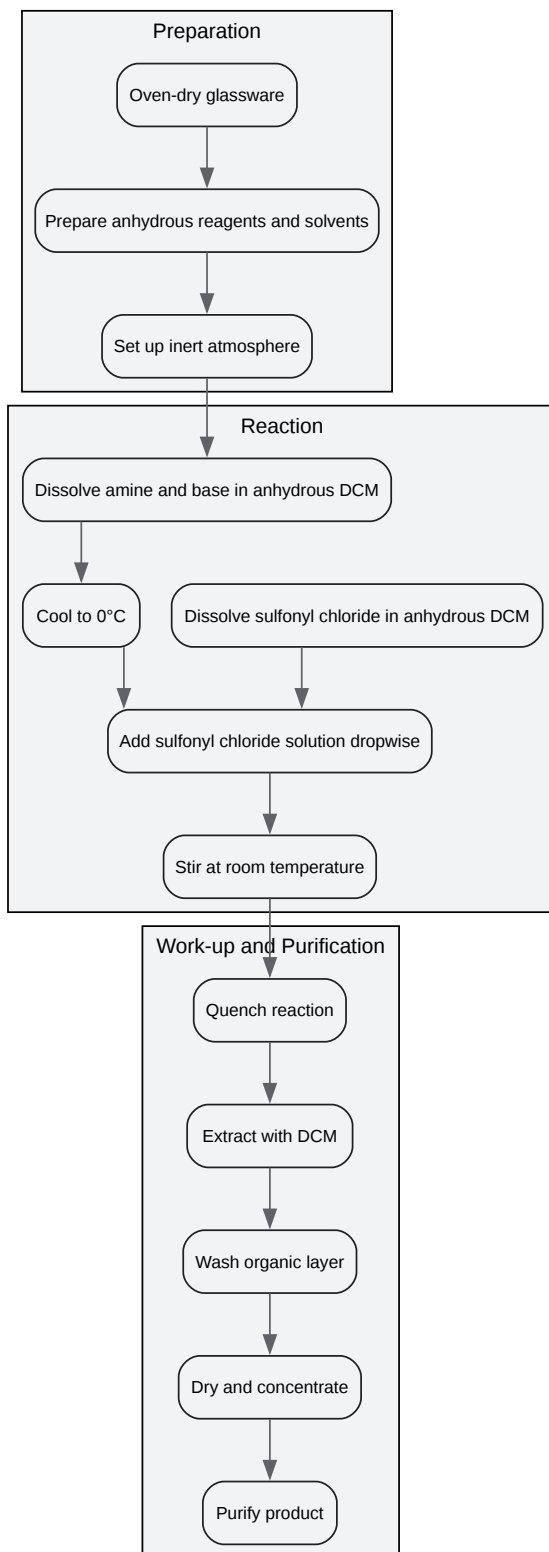 Preparation
Oven-dry glassware
Prepare anhydrous reagents and solvents
Set up inert atmosphere
Reaction
Dissolve amine and base in anhydrous DCM
Cool to 0°C
Dissolve sulfonyl chloride in anhydrous DCM
Add sulfonyl chloride solution dropwise
Stir at room temperature
Work-up and Purification
Quench reaction
Extract with DCM
Wash organic layer
Dry and concentrate
Purify product